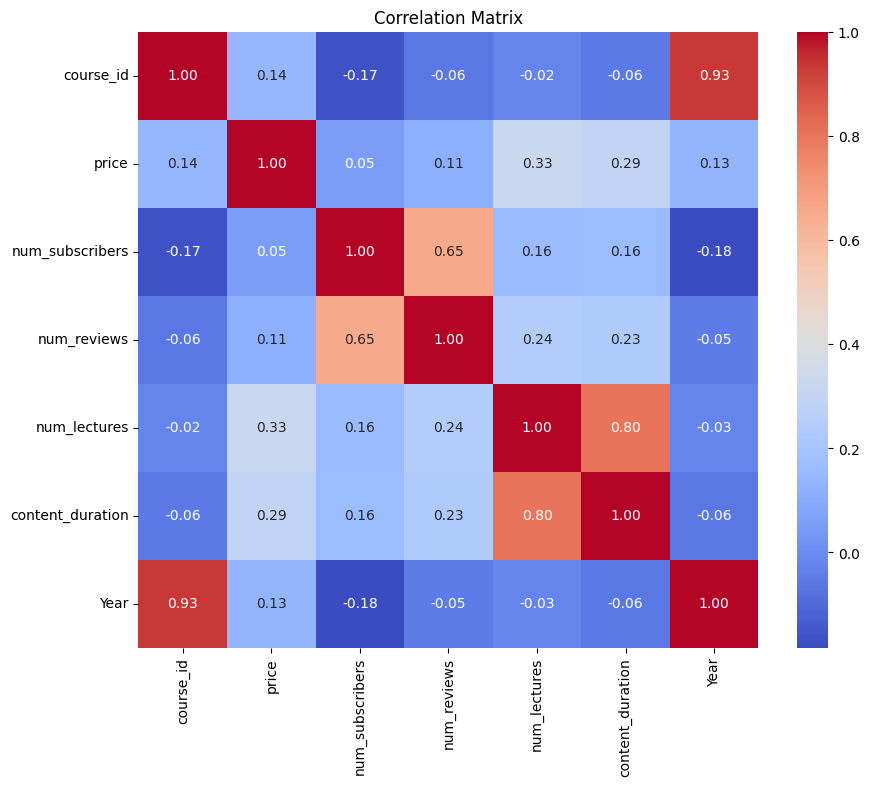 Correlation Matrix
course_id 1.00 0.14 -0.17 -0.06 -0.02 -0.06 0.93
price 0.14 1.00 0.05 0.11 0.33 0.29 0.13
num_subscribers -0.17 0.05 1.00 0.65 0.16 0.16 -0.18
num_reviews -0.06 0.11 0.65 1.00 0.24 0.23 -0.05
num_lectures -0.02 0.33 0.16 0.24 1.00 0.80 -0.03
content_duration -0.06 0.29 0.16 0.23 0.80 1.00 -0.06
Year 0.93 0.13 -0.18 -0.05 -0.03 -0.06 1.00
course_id
price
num_subscribers
num_reviews
num_lectures
content_duration
Year
1.0
0.8
0.6
0.4
0.2
0.0